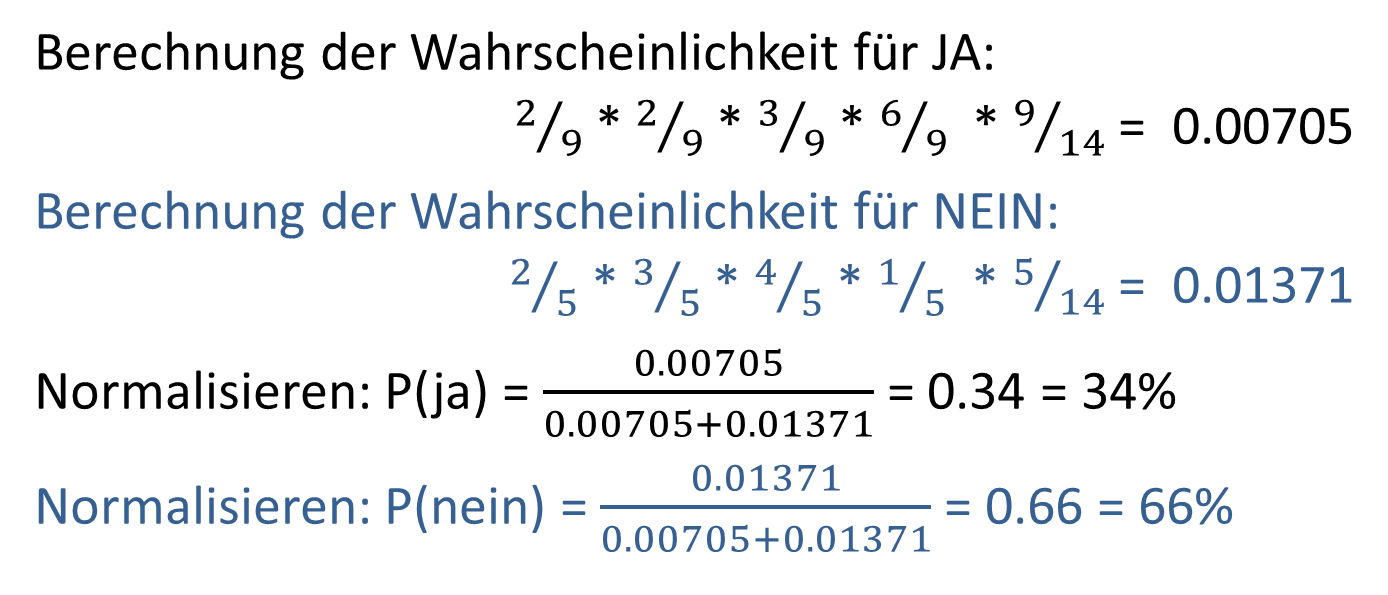 Berechnung der Wahrscheinlichkeit für JA:
2/9 * 2/9 * 3/9 * 6/9 * 9/14 = 0.00705
Berechnung der Wahrscheinlichkeit für NEIN:
2/5 * 3/5 * 4/5 * 1/5 * 5/14 = 0.01371
Normalisieren: P(ja) = 0.00705/0.00705+0.01371 = 0.34 = 34%
Normalisieren: P(nein) = 0.01371/0.00705+0.01371 = 0.66 = 66%